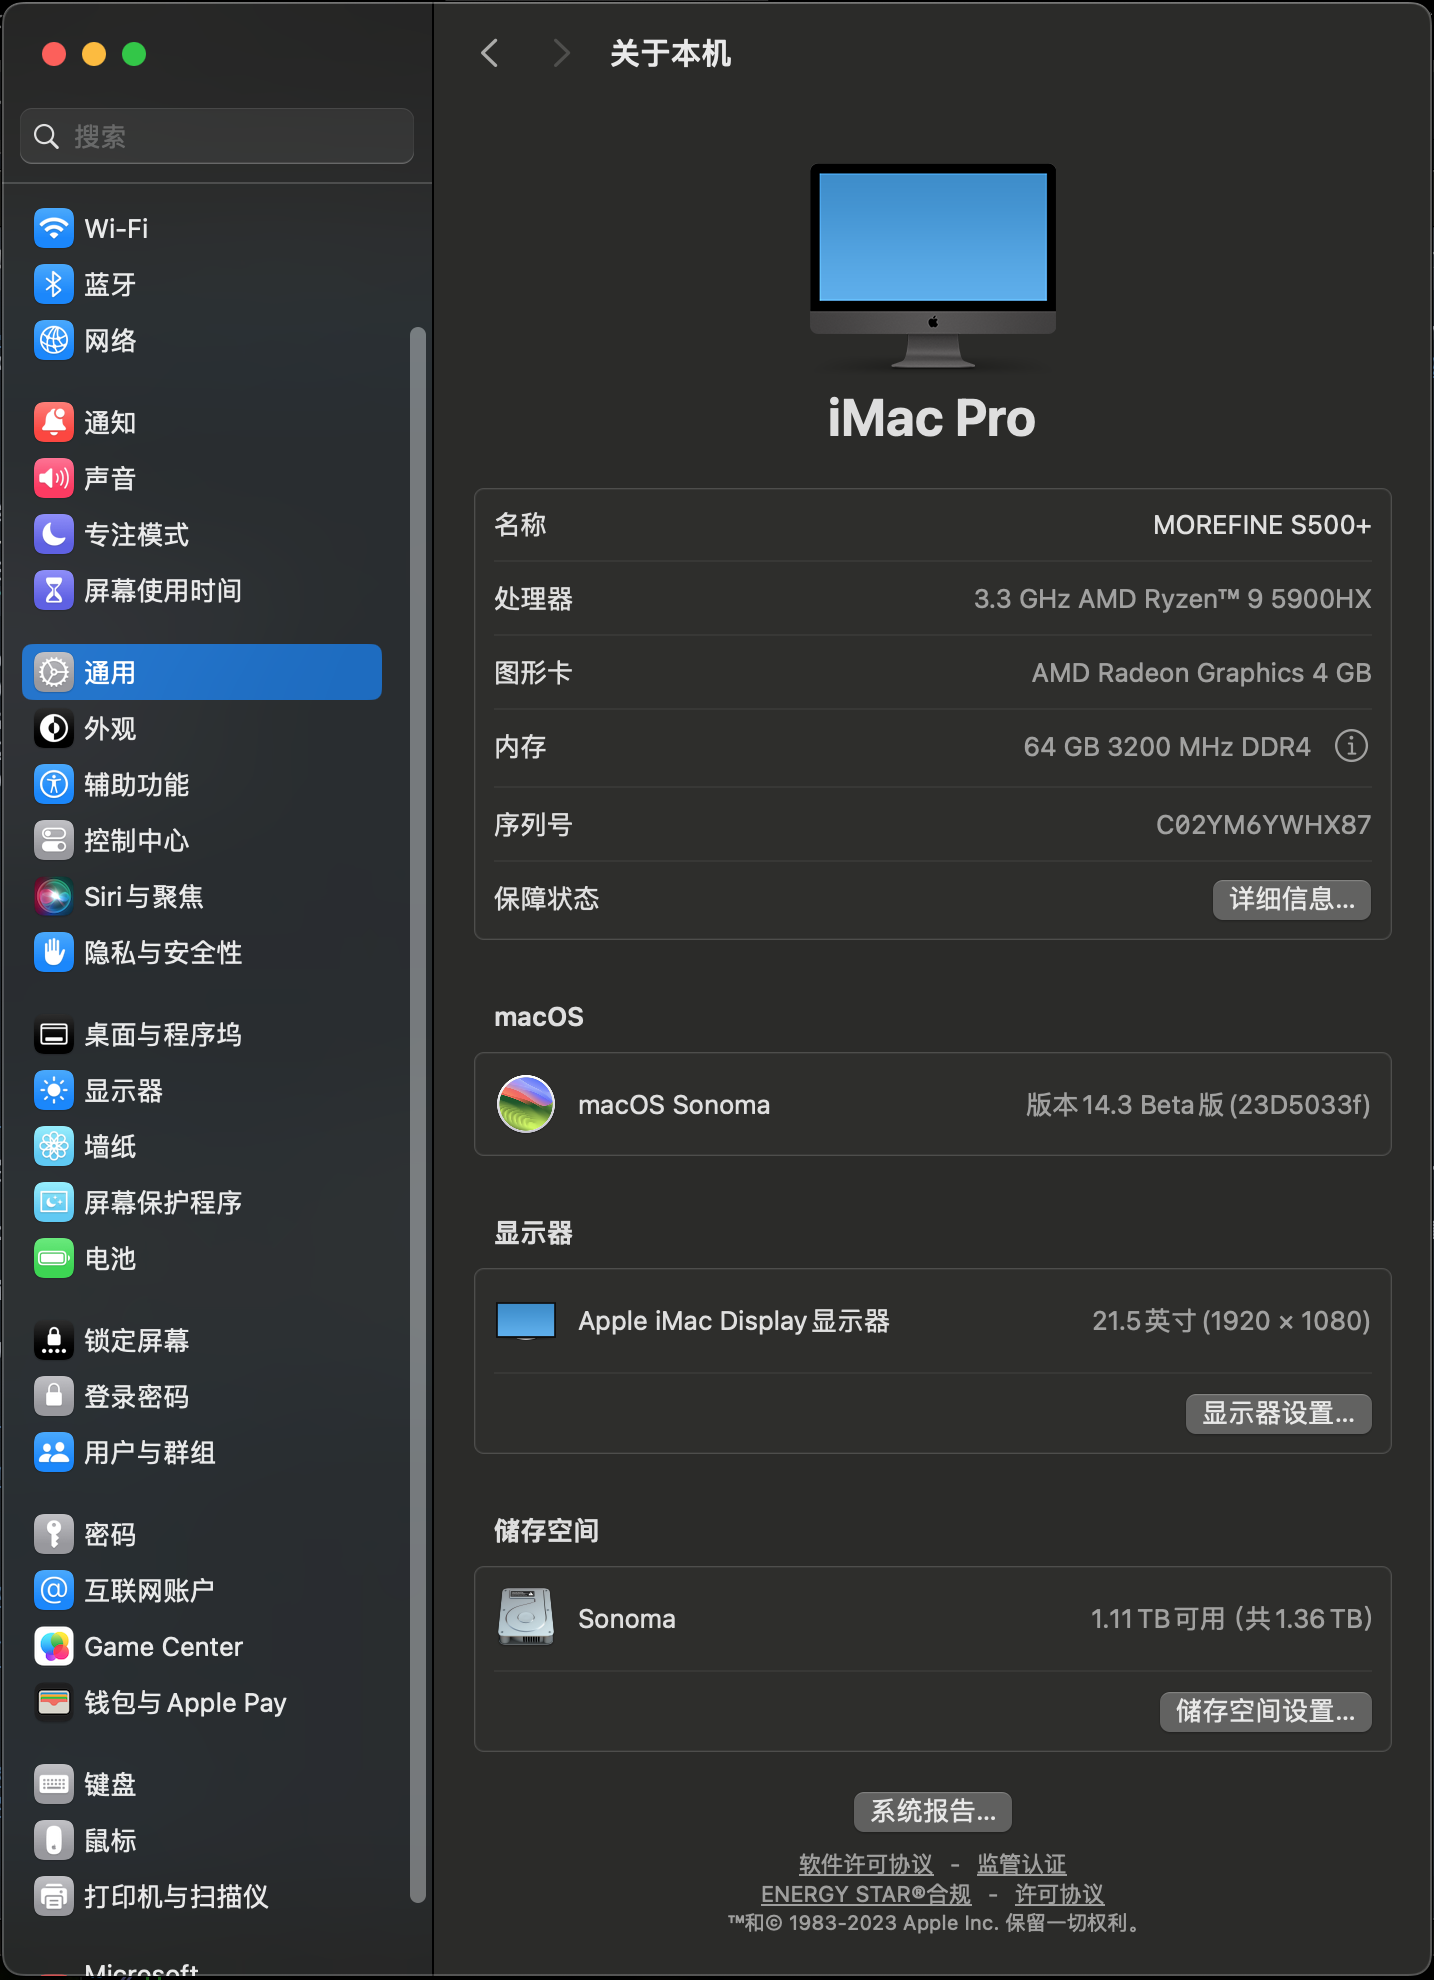 关于本机
搜索
Wi-Fi
蓝牙
网络
通知
声音
专注模式
屏幕使用时间
通用
外观
辅助功能
控制中心
Siri与聚焦
隐私与安全性
桌面与程序坞
显示器
墙纸
屏幕保护程序
电池
锁定屏幕
登录密码
用户与群组
密码
互联网账户
Game Center
钱包与 Apple Pay
键盘
鼠标
打印机与扫描仪
Microsoft
iMac Pro
名称 MOREFINE S500+
处理器 3.3 GHz AMD Ryzen™ 9 5900HX
图形卡 AMD Radeon Graphics 4 GB
内存 64 GB 3200 MHz DDR4
序列号 C02YM6YWHX87
保障状态 详细信息...
macOS
macOS Sonoma 版本14.3 Beta版 (23D5033f)
显示器
Apple iMac Display显示器 21.5英寸 (1920 × 1080)
显示器设置...
储存空间
Sonoma 1.11 TB可用（共1.36 TB）
储存空间设置...
系统报告...
软件许可协议 - 监管认证
ENERGY STAR®合规 - 许可协议
™和© 1983-2023 Apple Inc. 保留一切权利。